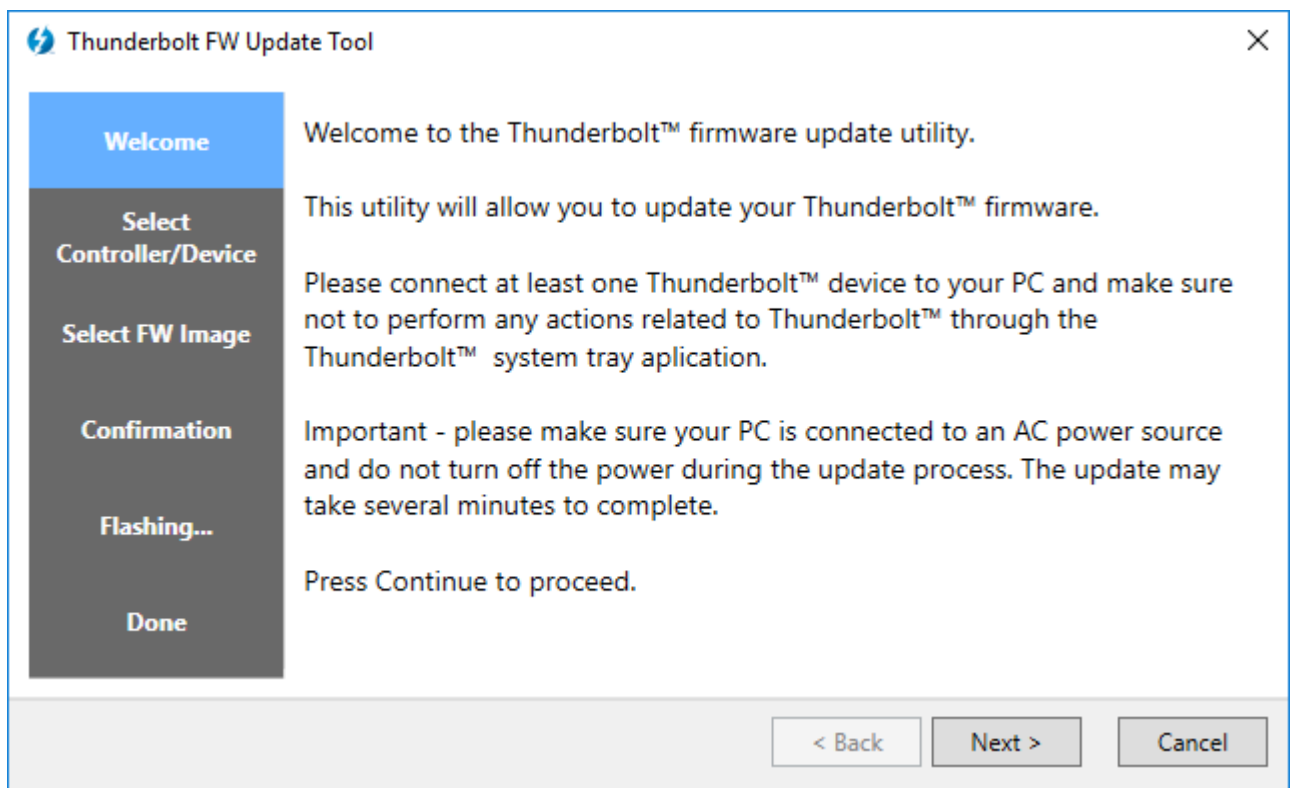 Thunderbolt FW Update Tool
Welcome
Select
Controller/Device
Select FW Image
Confirmation
Flashing...
Done
Welcome to the Thunderbolt™ firmware update utility.
This utility will allow you to update your Thunderbolt™ firmware.
Please connect at least one Thunderbolt™ device to your PC and make sure
not to perform any actions related to Thunderbolt™ through the
Thunderbolt™  system tray aplication.
Important - please make sure your PC is connected to an AC power source
and do not turn off the power during the update process. The update may
take several minutes to complete.
Press Continue to proceed.
< Back
Next >
Cancel